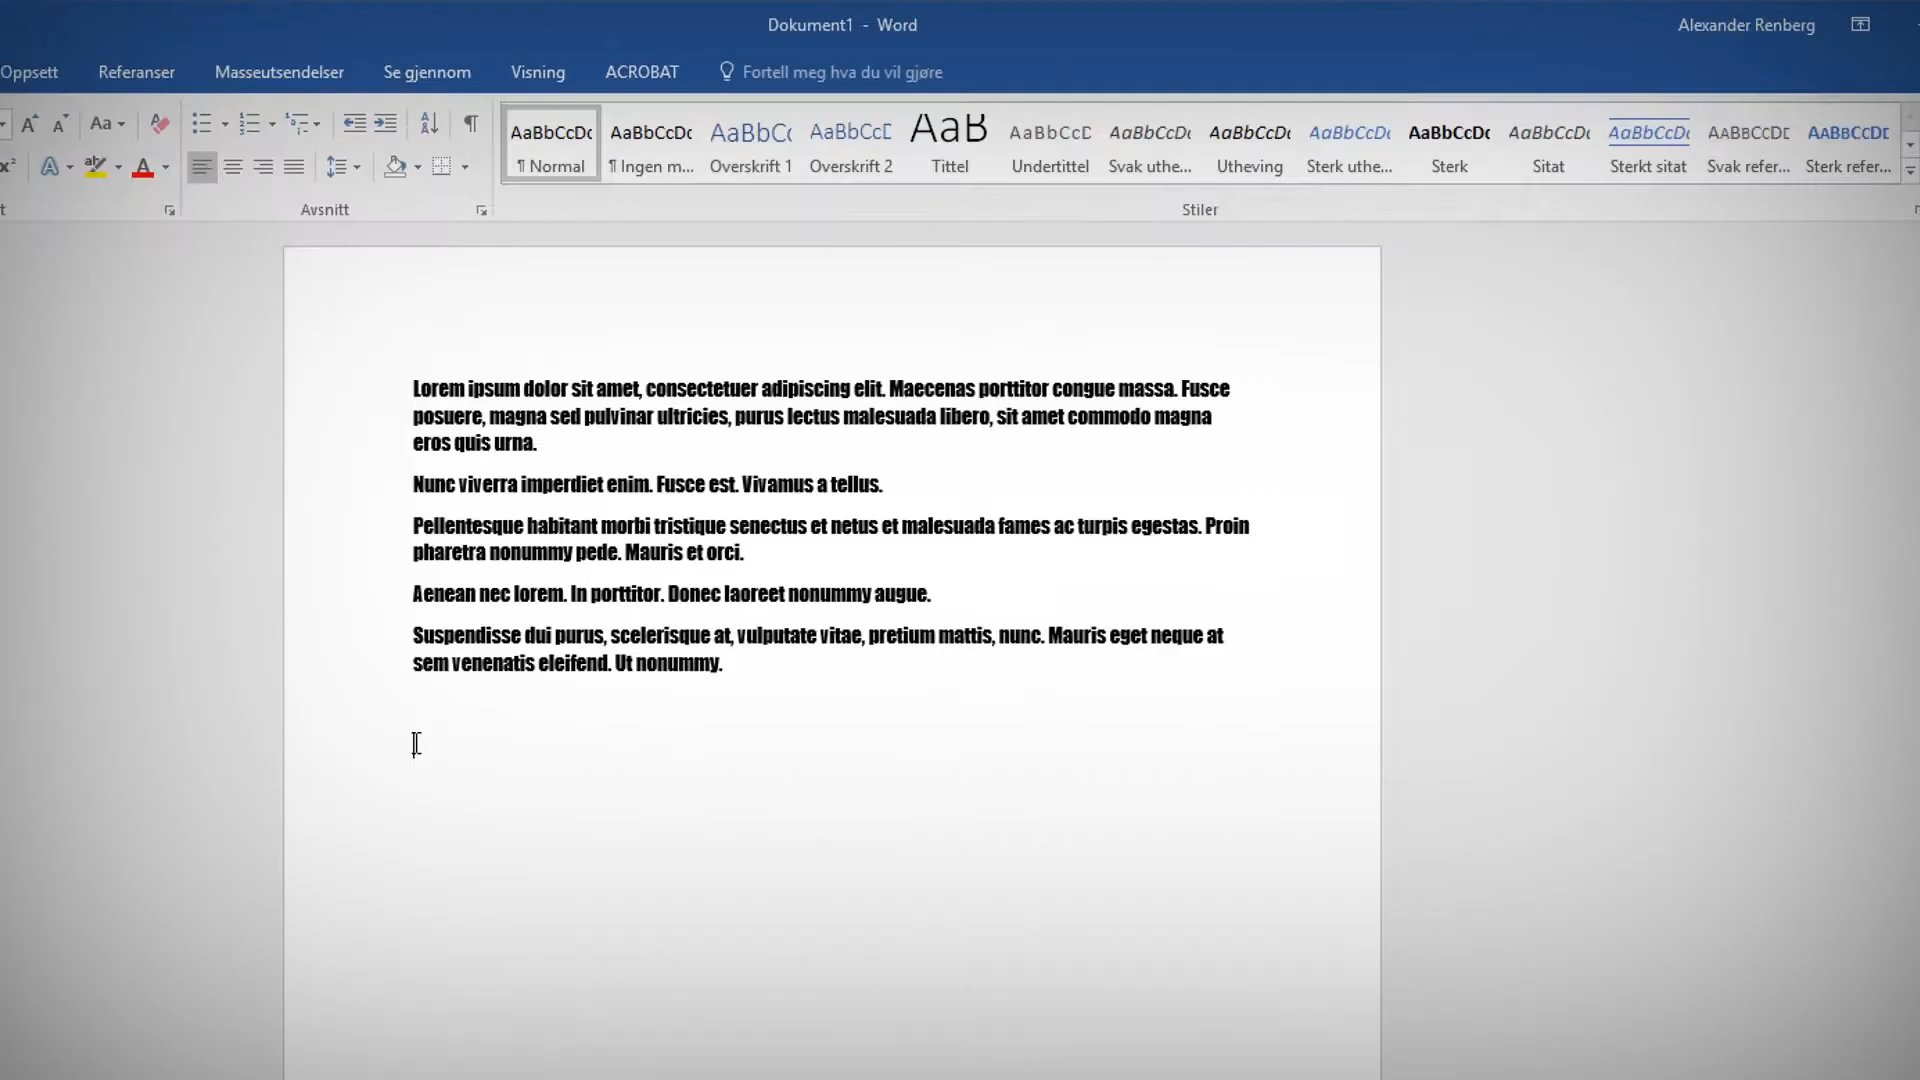 Dokument1 - Word
Alexander Renberg
Oppsett Referanser Masseutsendelser Se gjennom Visning ACROBAT Fortell meg hva du vil gjøre
AaBbCcDc AaBbCcDc AaBbC AaBbCcD AaB AaBbCcD AaBbCcDc AaBbCcDc AaBbCcDc AaBbCcDc AaBbCcDc AaBbCcDc AABBCCDD AABBCCDD
¶ Normal ¶ Ingen m... Overskrift 1 Overskrift 2 Tittel Undertittel Svak uthe... Utheving Sterk uthe... Sterk Sitat Sterkt sitat Svak refer... Sterk refer...
Avsnitt Stiler
Lorem ipsum dolor sit amet, consectetuer adipiscing elit. Maecenas porttitor congue massa. Fusce
posuere, magna sed pulvinar ultricies, purus lectus malesuada libero, sit amet commodo magna
eros quis urna.
Nunc viverra imperdiet enim. Fusce est. Vivamus a tellus.
Pellentesque habitant morbi tristique senectus et netus et malesuada fames ac turpis egestas. Proin
pharetra nonummy pede. Mauris et orci.
Aenean nec lorem. In porttitor. Donec laoreet nonummy augue.
Suspendisse dui purus, scelerisque at, vulputate vitae, pretium mattis, nunc. Mauris eget neque at
sem venenatis eleifend. Ut nonummy.